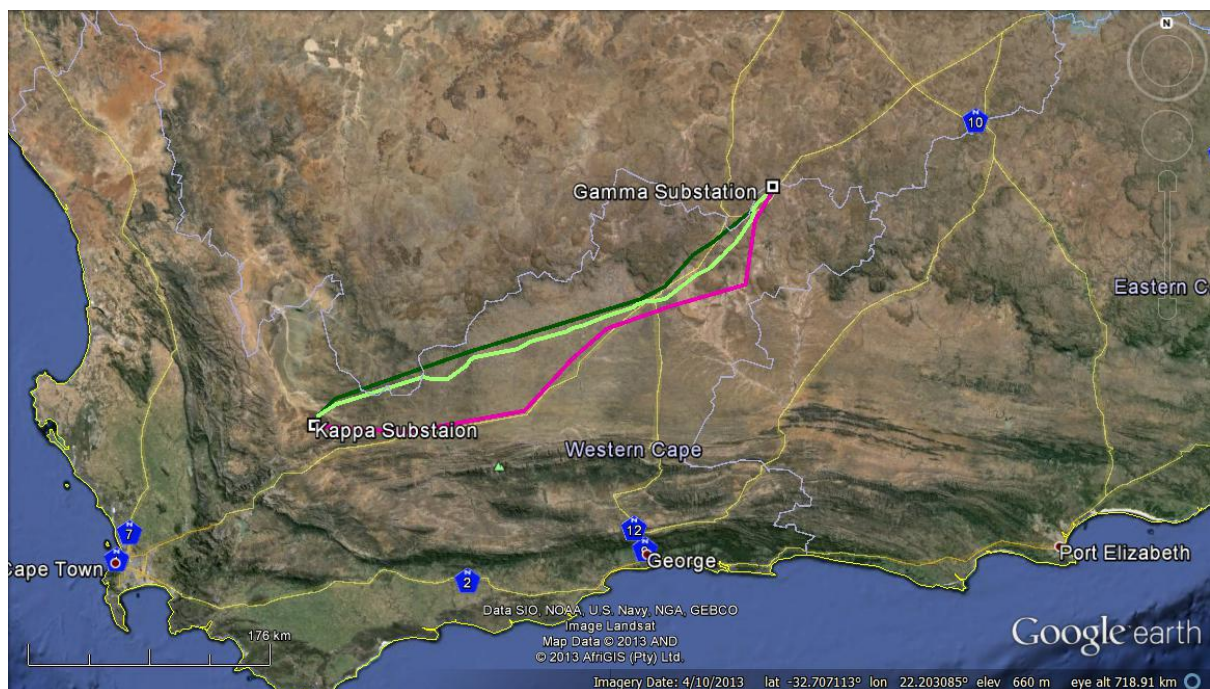 N
N
10
Gamma Substation
Eastern C
Kappa Substaion
Western Cape
N
7
N
12
N
Cape Town
George
Port Elizabeth
N
2
Data SIO, NOAA, U.S. Navy, NGA, GEBCO
Image Landsat
Map Data © 2013 AND
© 2013 AfriGIS (Pty) Ltd.
176 km
Google earth
Imagery Date: 4/10/2013 lat -32.707113° lon 22.203085° elev 660 m eye alt 718.91 km